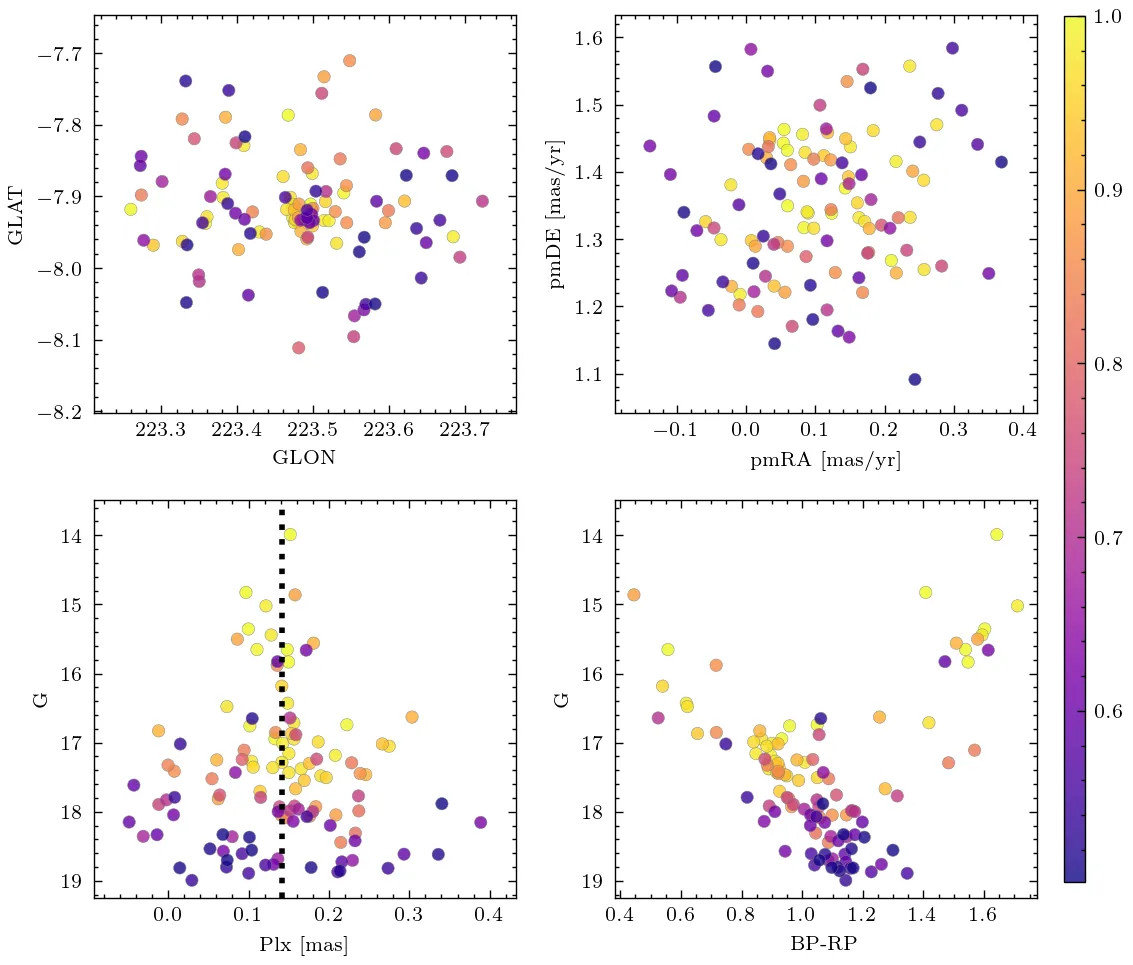 −7.7
−7.8
−7.9
−8.0
−8.1
−8.2
GLAT
223.3 223.4 223.5 223.6 223.7
GLON
1.6
1.5
1.4
1.3
1.2
1.1
pmDE [mas/yr]
−0.1 0.0 0.1 0.2 0.3 0.4
pmRA [mas/yr]
14
15
16
17
18
19
G
0.0 0.1 0.2 0.3 0.4
Plx [mas]
14
15
16
17
18
19
G
0.4 0.6 0.8 1.0 1.2 1.4 1.6
BP-RP
1.0
0.9
0.8
0.7
0.6